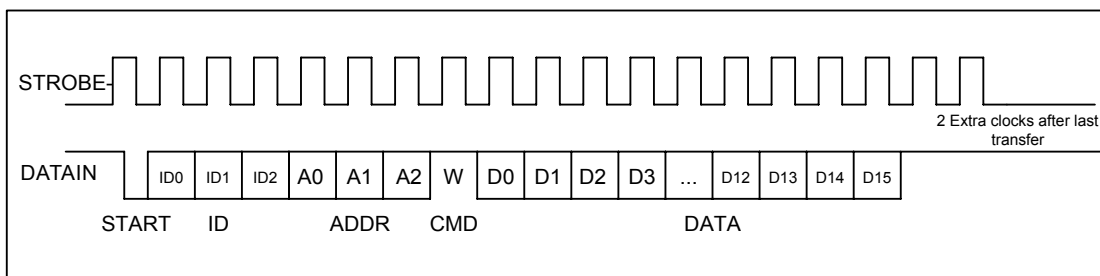 STROBE-
2 Extra clocks after last
transfer
DATAIN ID0 ID1 ID2 A0 A1 A2 W D0 D1 D2 D3 ... D12 D13 D14 D15
START ID ADDR CMD DATA